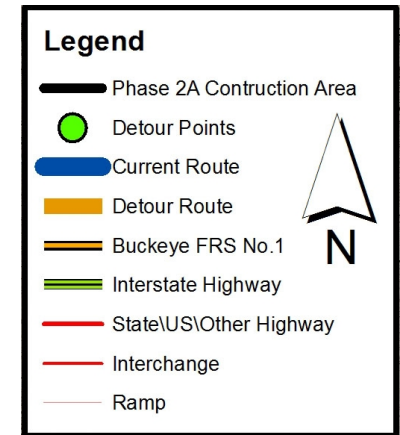 Legend
Phase 2A Contruction Area
Detour Points
Current Route
Detour Route
Buckeye FRS No.1
N
Interstate Highway
State\US\Other Highway
Interchange
Ramp